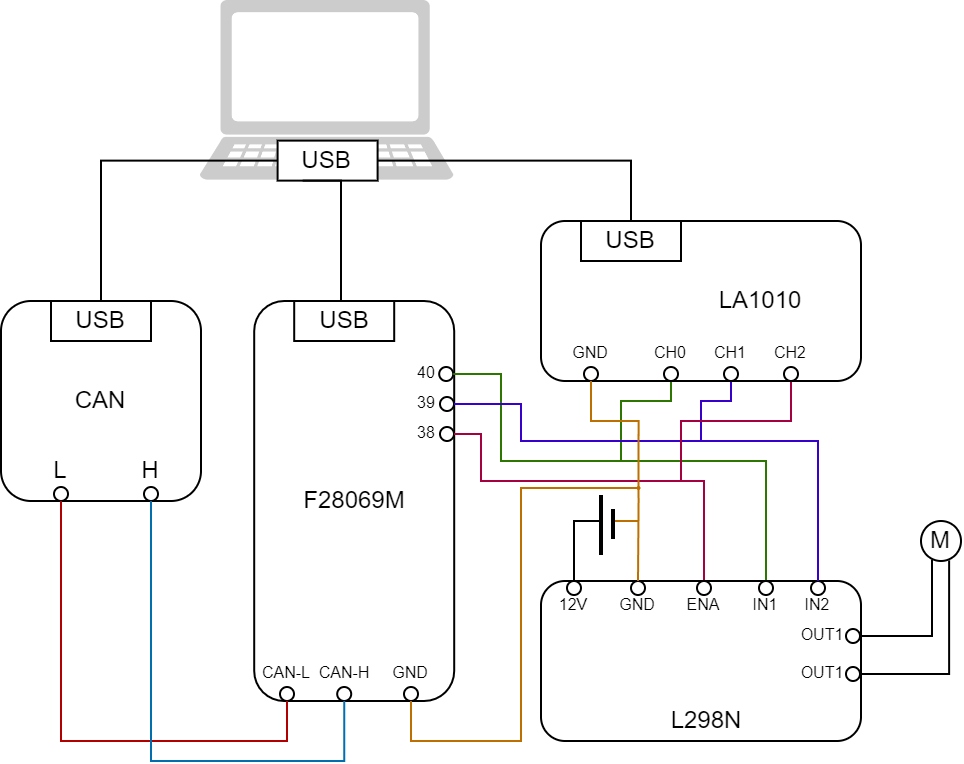 USB
USB
LA1010
USB
USB
GND
CH0
CH1
CH2
40
39
38
CAN
L
H
F28069M
M
12V
GND
ENA
IN1
IN2
OUT1
OUT1
CAN-L
CAN-H
GND
L298N